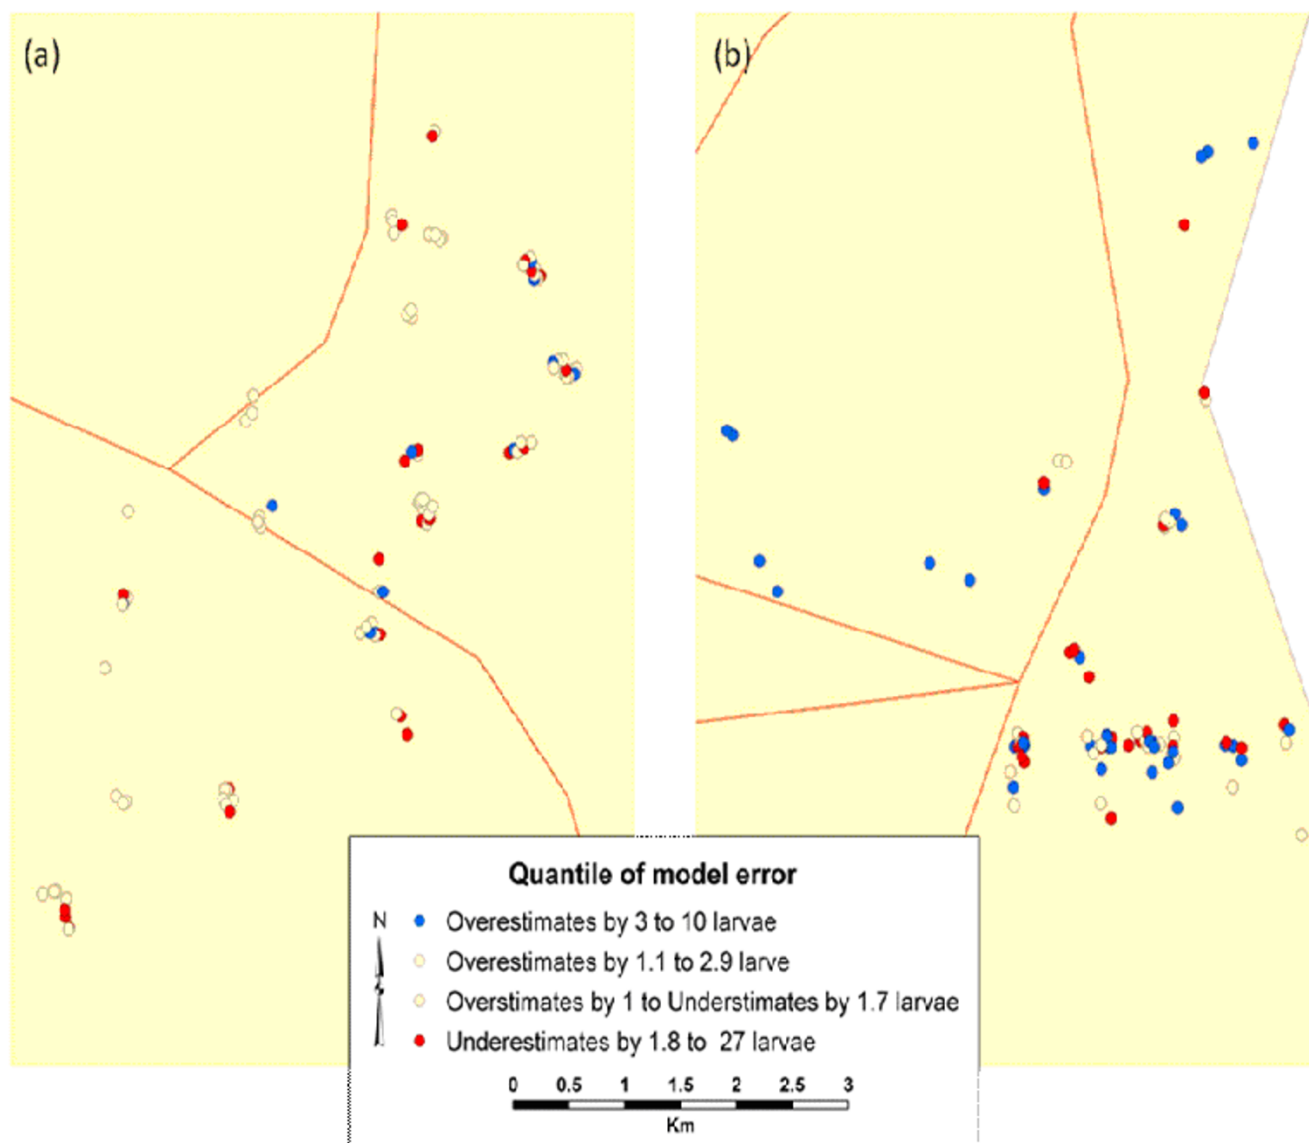 (a)
(b)
Quantile of model error
N
Overestimates by 3 to 10 larvae
Overestimates by 1.1 to 2.9 larve
Overstimates by 1 to Understimates by 1.7 larvae
Underestimates by 1.8 to 27 larvae
0 0.5 1 1.5 2 2.5 3
Km